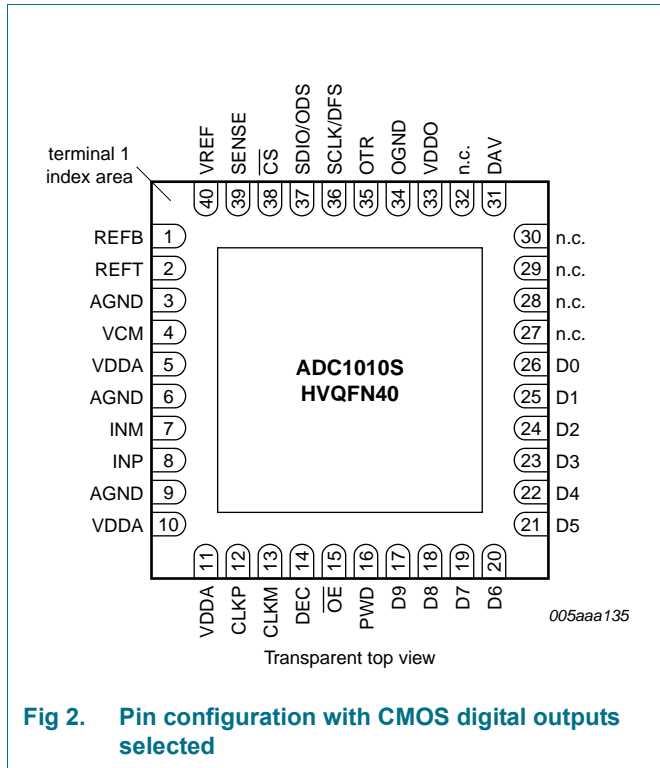 terminal 1
index area
VREF
SENSE
C̅S̅
SDIO/ODS
SCLK/DFS
OTR
OGND
VDDO
n.c.
DAV
40
39
38
37
36
35
34
33
32
31
REFB 1
REFT 2
AGND 3
VCM 4
VDDA 5
AGND 6
INM 7
INP 8
AGND 9
VDDA 10
ADC1010S
HVQFN40
30 n.c.
29 n.c.
28 n.c.
27 n.c.
26 D0
25 D1
24 D2
23 D3
22 D4
21 D5
11
12
13
14
15
16
17
18
19
20
VDDA
CLKP
CLKM
DEC
O̅E̅
PWD
D9
D8
D7
D6
005aaa135
Transparent top view
Fig 2. Pin configuration with CMOS digital outputs
selected